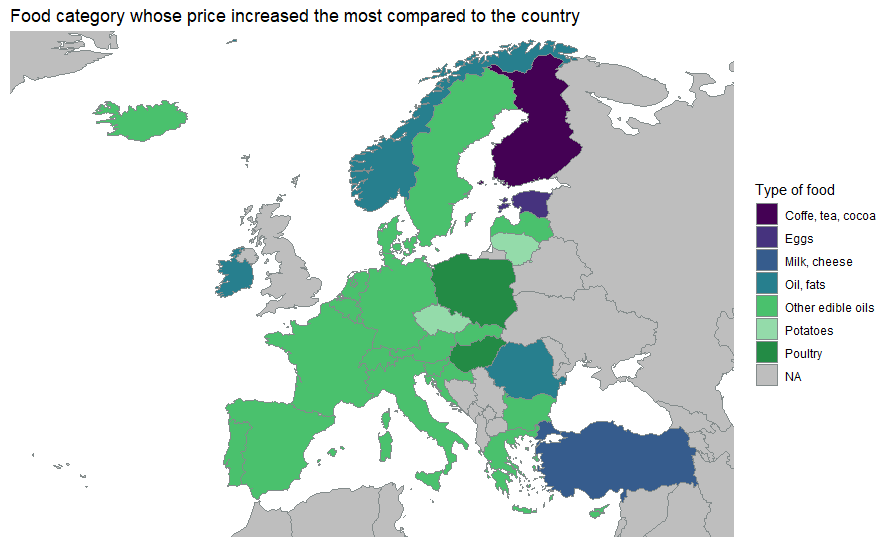 Food category whose price increased the most compared to the country
Type of food
Coffe, tea, cocoa
Eggs
Milk, cheese
Oil, fats
Other edible oils
Potatoes
Poultry
NA